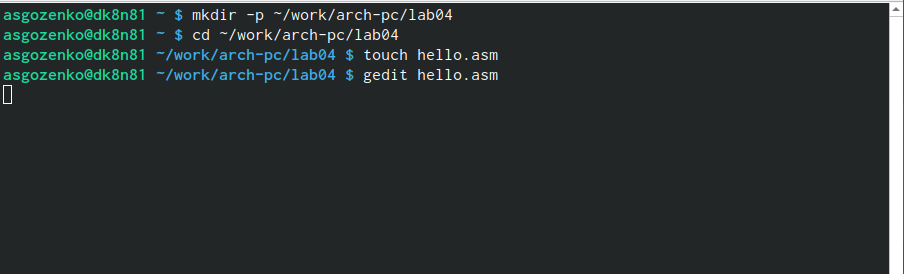 asgozenko@dk8n81 ~ $ mkdir -p ~/work/arch-pc/lab04
asgozenko@dk8n81 ~ $ cd ~/work/arch-pc/lab04
asgozenko@dk8n81 ~/work/arch-pc/lab04 $ touch hello.asm
asgozenko@dk8n81 ~/work/arch-pc/lab04 $ gedit hello.asm